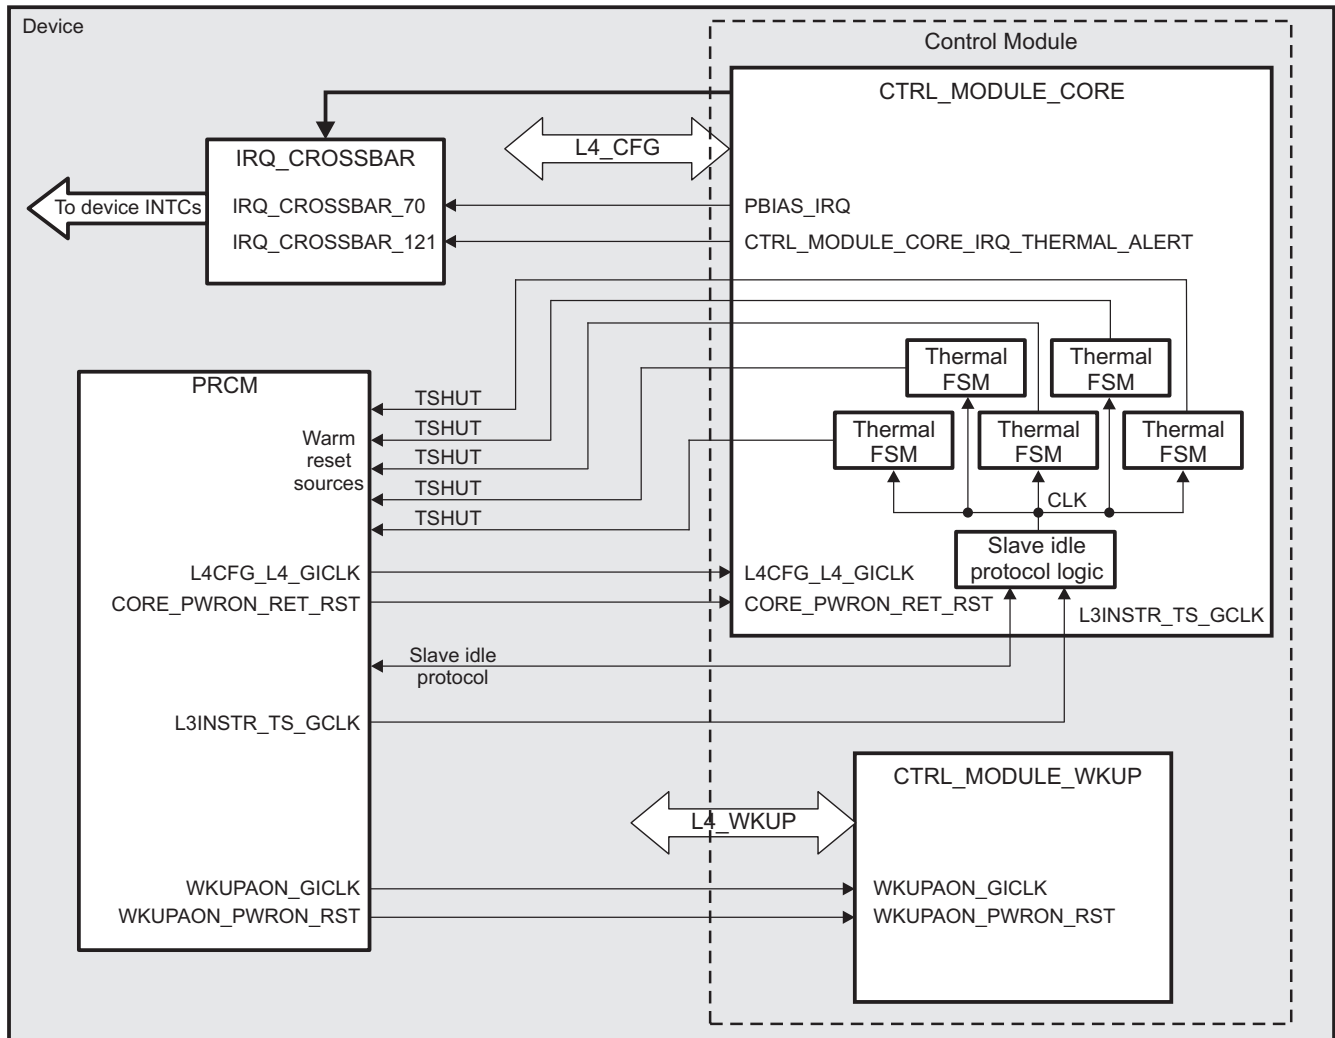 Device
Control Module
CTRL_MODULE_CORE
L4_CFG
IRQ_CROSSBAR
To device INTCs
IRQ_CROSSBAR_70
PBIAS_IRQ
IRQ_CROSSBAR_121
CTRL_MODULE_CORE_IRQ_THERMAL_ALERT
Thermal
FSM
Thermal
FSM
Thermal
FSM
Thermal
FSM
Thermal
FSM
PRCM
TSHUT
TSHUT
TSHUT
TSHUT
TSHUT
Warm
reset
sources
CLK
Slave idle
protocol logic
L4CFG_L4_GICLK
L4CFG_L4_GICLK
CORE_PWRON_RET_RST
CORE_PWRON_RET_RST
L3INSTR_TS_GCLK
Slave idle
protocol
L3INSTR_TS_GCLK
CTRL_MODULE_WKUP
L4_WKUP
WKUPAON_GICLK
WKUPAON_GICLK
WKUPAON_PWRON_RST
WKUPAON_PWRON_RST